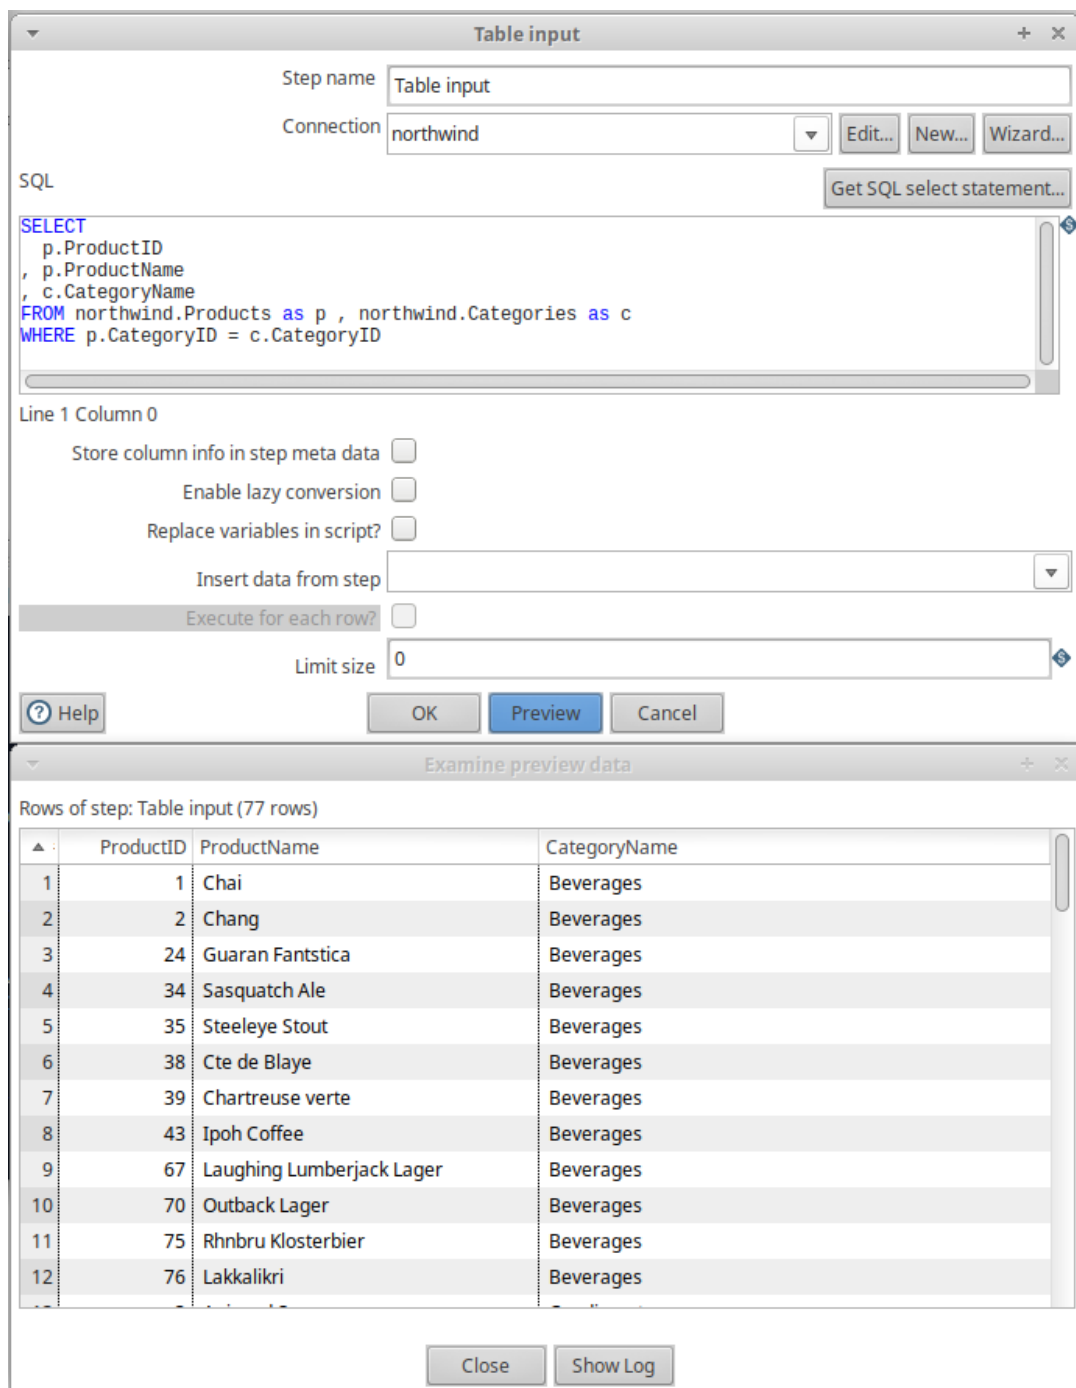 Table input
Step name Table input
Connection northwind Edit... New... Wizard...
SQL Get SQL select statement...
SELECT
p.ProductID
, p.ProductName
, c.CategoryName
FROM northwind.Products as p , northwind.Categories as c
WHERE p.CategoryID = c.CategoryID
Line 1 Column 0
Store column info in step meta data
Enable lazy conversion
Replace variables in script?
Insert data from step
Execute for each row?
Limit size 0
Help OK Preview Cancel
Examine preview data
Rows of step: Table input (77 rows)
ProductID ProductName CategoryName
1 1 Chai Beverages
2 2 Chang Beverages
3 24 Guaran Fantstica Beverages
4 34 Sasquatch Ale Beverages
5 35 Steeleye Stout Beverages
6 38 Cte de Blaye Beverages
7 39 Chartreuse verte Beverages
8 43 Ipoh Coffee Beverages
9 67 Laughing Lumberjack Lager Beverages
10 70 Outback Lager Beverages
11 75 Rhnbru Klosterbier Beverages
12 76 Lakkalikri Beverages
Close Show Log